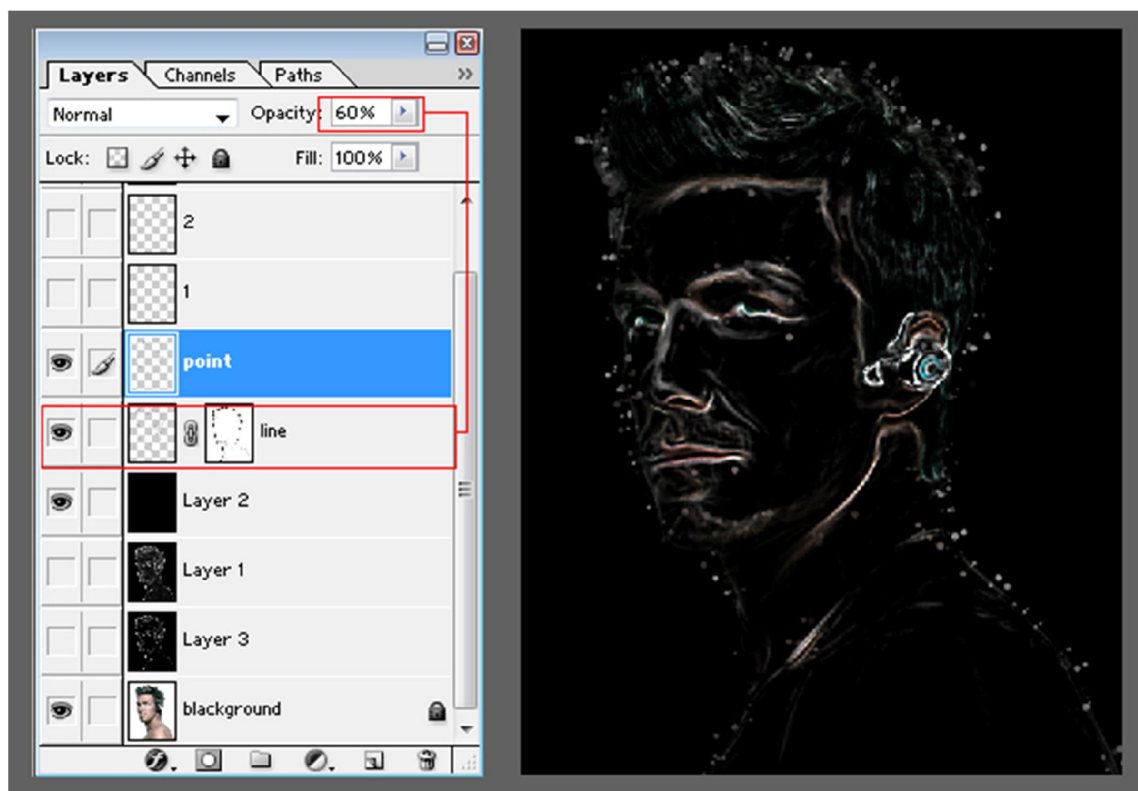 Layers Channels Paths
Normal Opacity: 60%
Lock: Fill: 100%
2
1
point
line
Layer 2
Layer 1
Layer 3
blackground